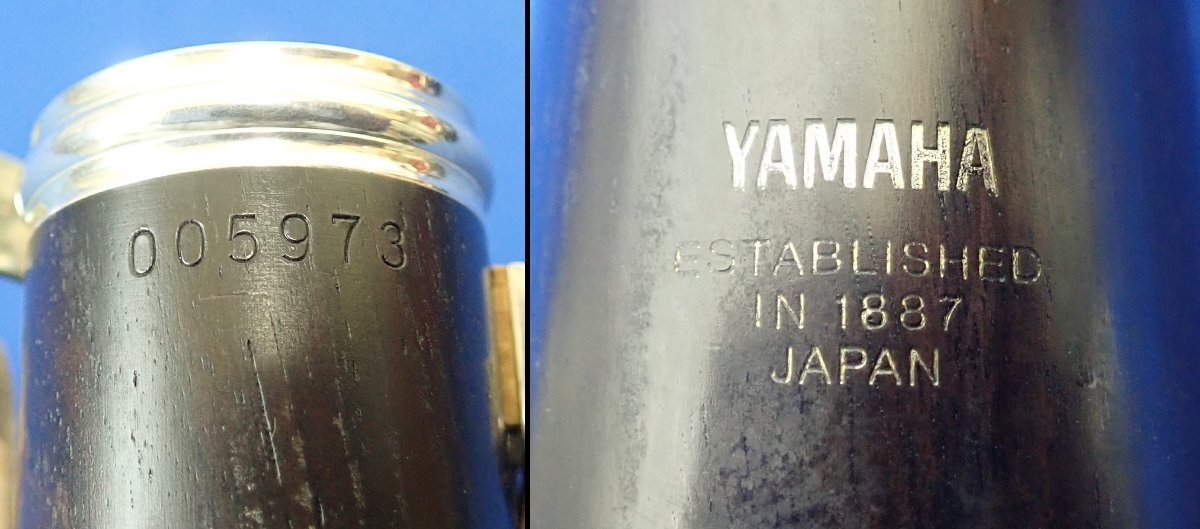 005973
YAMAHA
ESTABLISHED
IN 1887
JAPAN